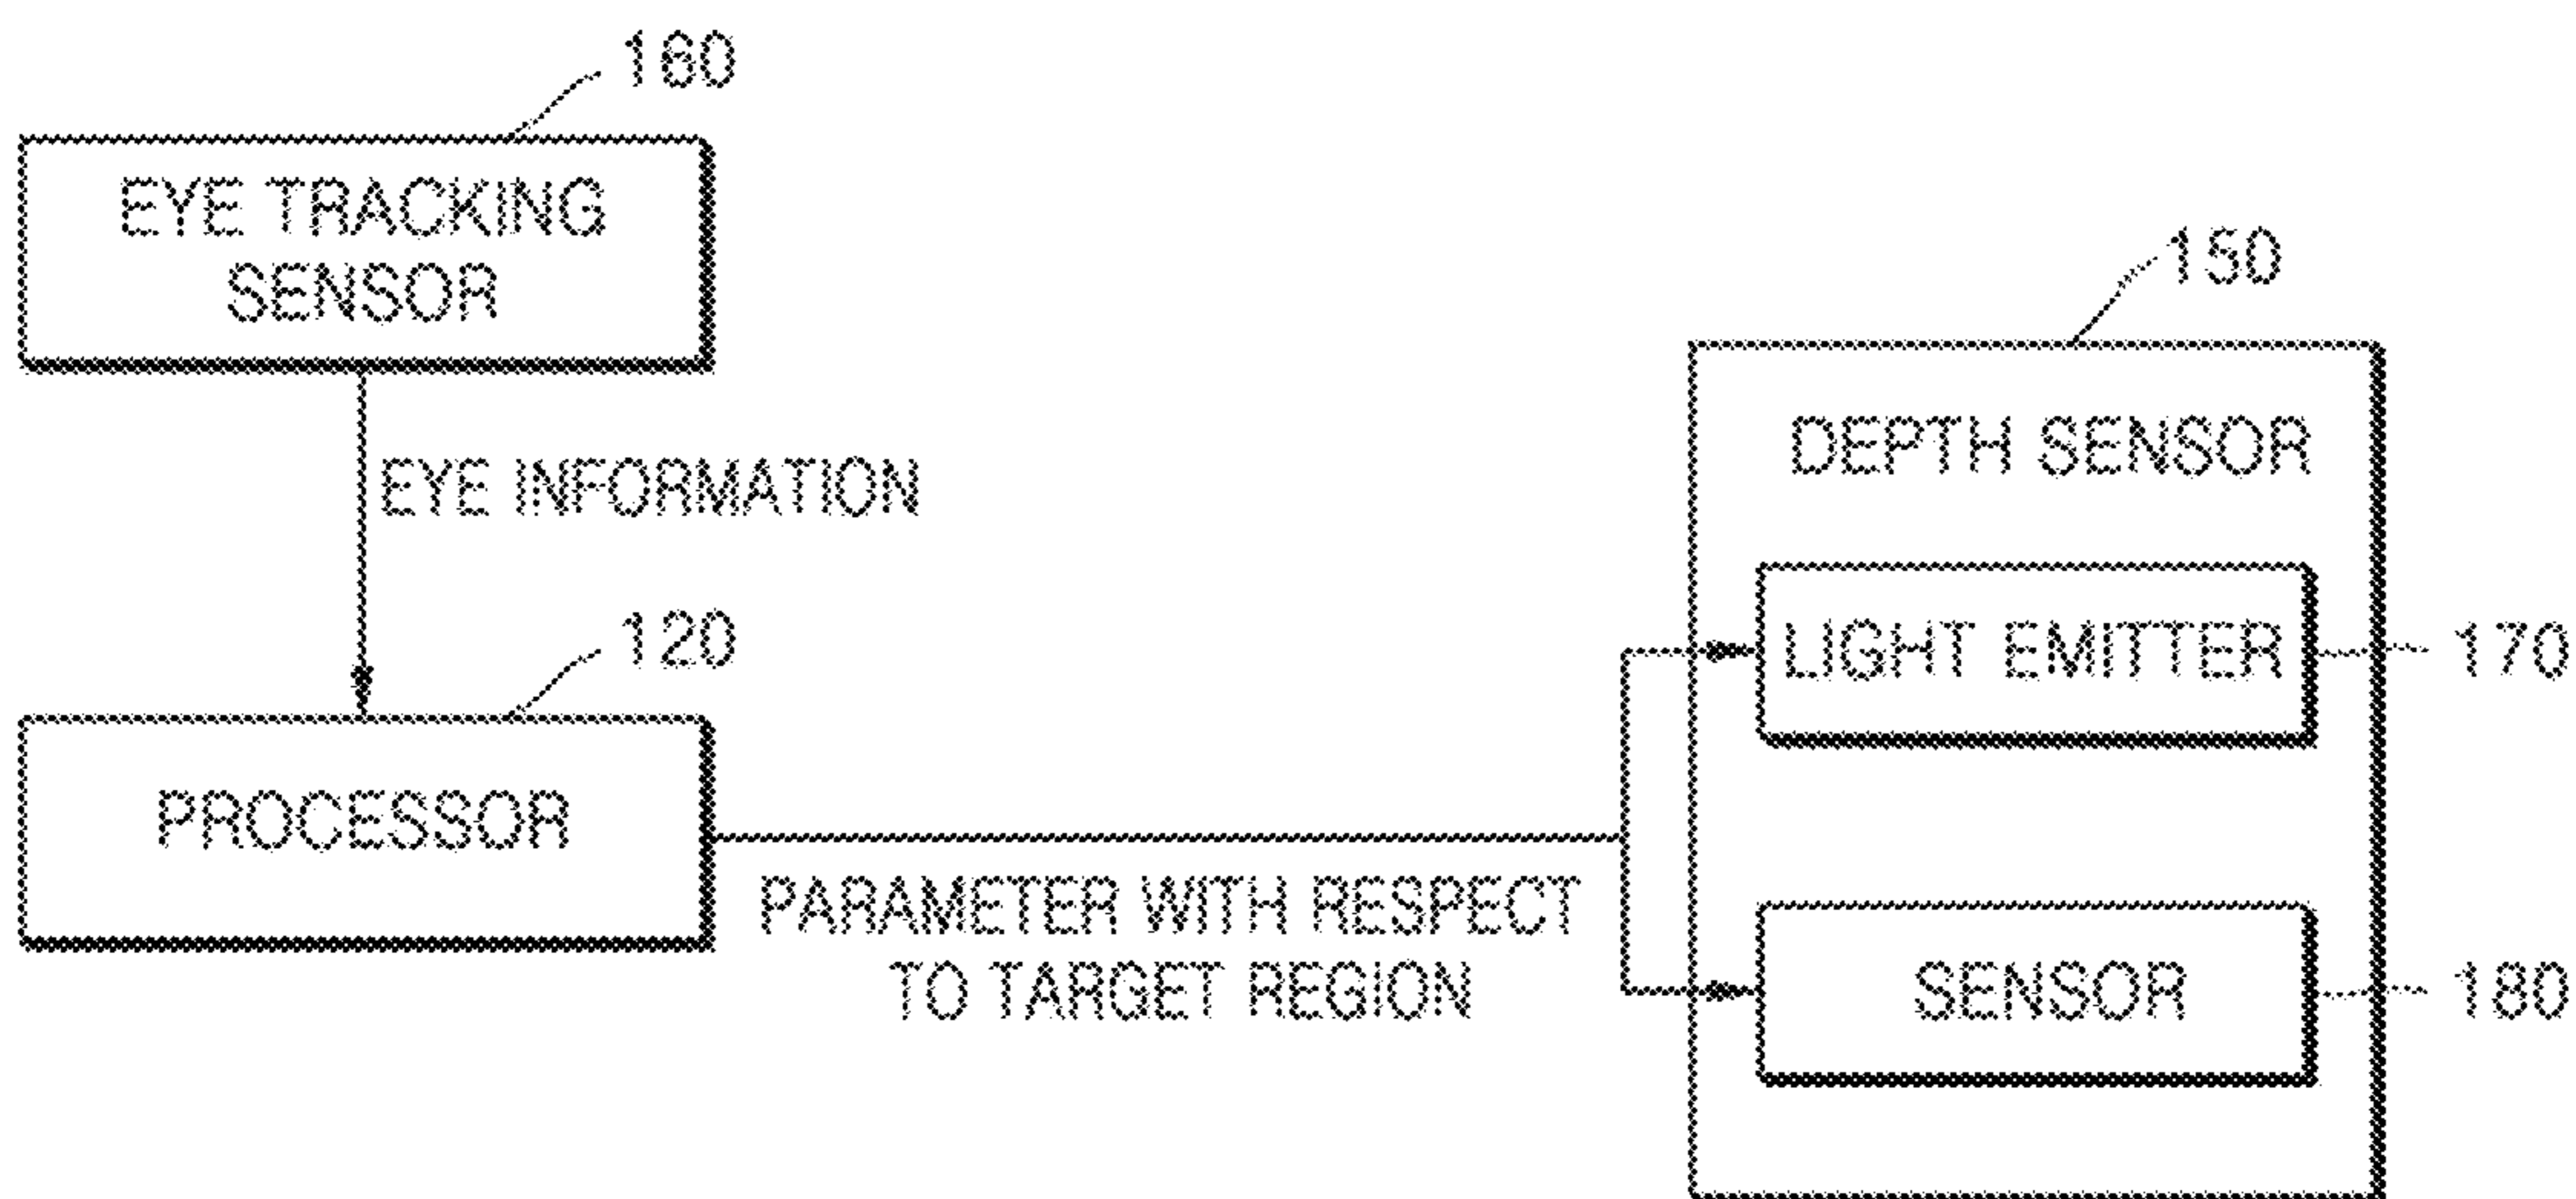 160
EYE TRACKING
SENSOR
150
DEPTH SENSOR
EYE INFORMATION
120
LIGHT EMITTER
170
PROCESSOR
PARAMETER WITH RESPECT
TO TARGET REGION
SENSOR
180